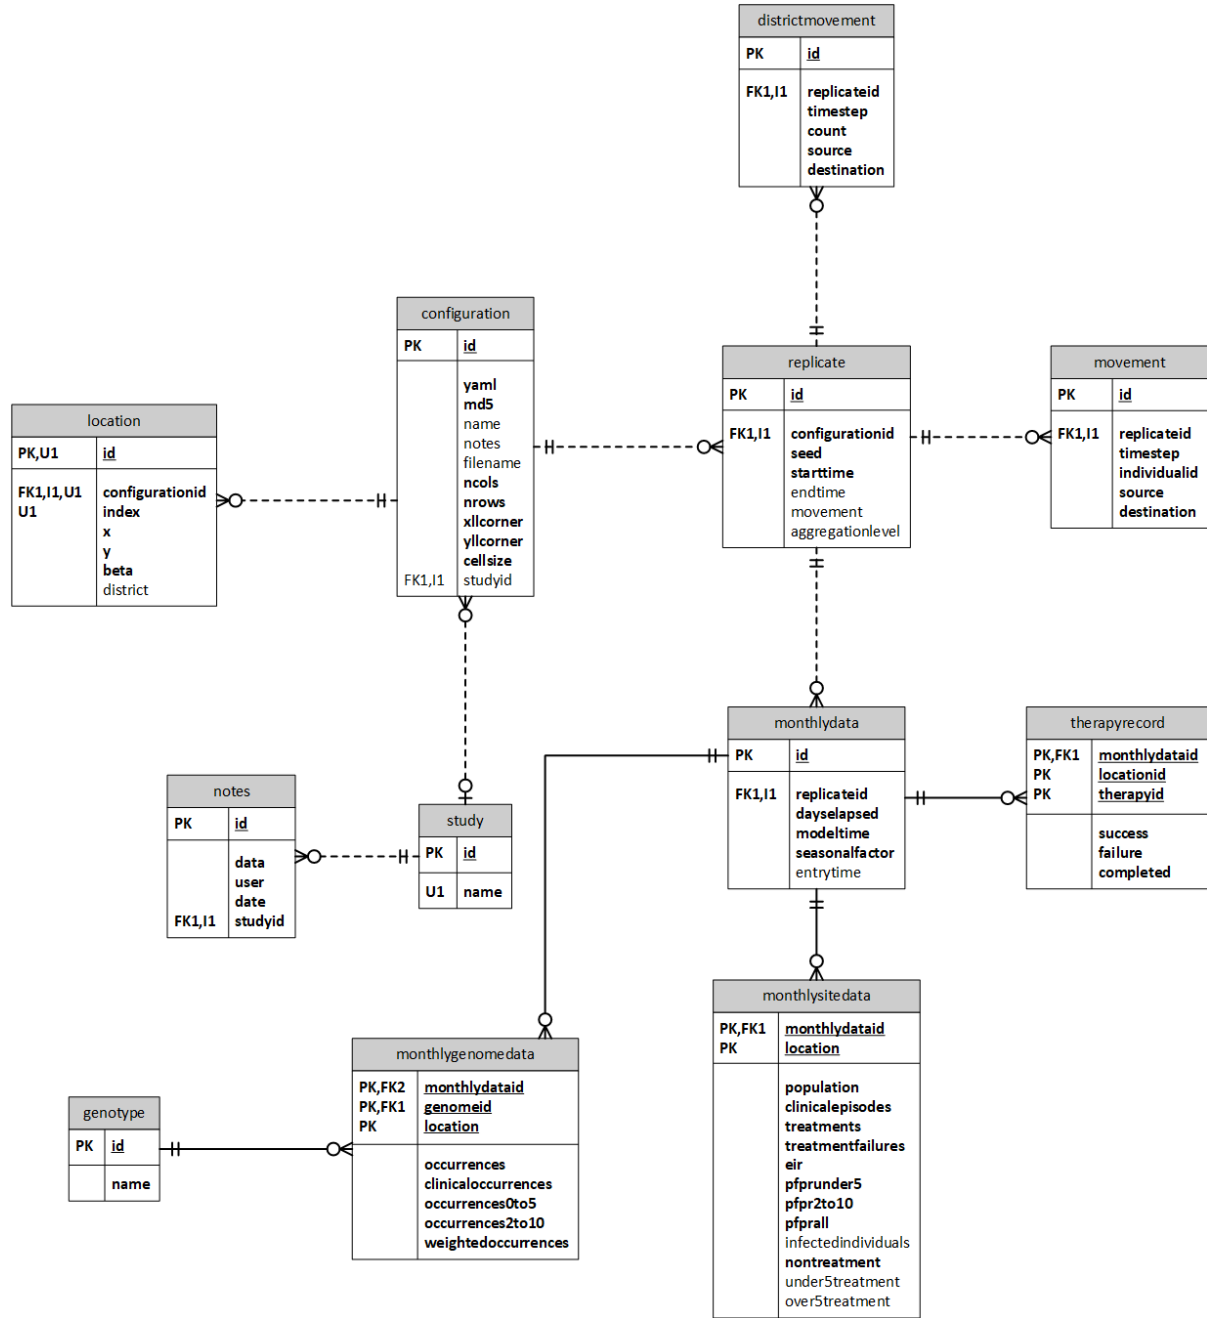 districtmovement
PK id
FK1,I1 replicateid
timestep
count
source
destination
configuration
PK id
yaml
md5
name
notes
filename
ncols
nrows
xllcorner
yllcorner
cellsize
FK1,I1 studyid
replicate
PK id
FK1,I1 configurationid
seed
starttime
endtime
movement
aggregationlevel
movement
PK id
FK1,I1 replicateid
timestep
individualid
source
destination
location
PK,U1 id
FK1,I1,U1 configurationid
U1 index
x
y
beta
district
monthlydata
PK id
FK1,I1 replicateid
dayselapsed
modeltime
seasonalfactor
entrytime
therapyrecord
PK,FK1 monthlydataid
PK locationid
PK therapyid
success
failure
completed
notes
PK id
data
user
date
FK1,I1 studyid
study
PK id
U1 name
monthlysitedata
PK,FK1 monthlydataid
PK location
population
clinicalepisodes
treatments
treatmentfailures
eir
pfprunder5
pfpr2to10
pfprall
infectedindividuals
nontreatment
under5treatment
over5treatment
monthlygenomedata
PK,FK2 monthlydataid
PK,FK1 genomeid
PK location
occurrences
clinicaloccurrences
occurrences0to5
occurrences2to10
weightedoccurrences
genotype
PK id
name